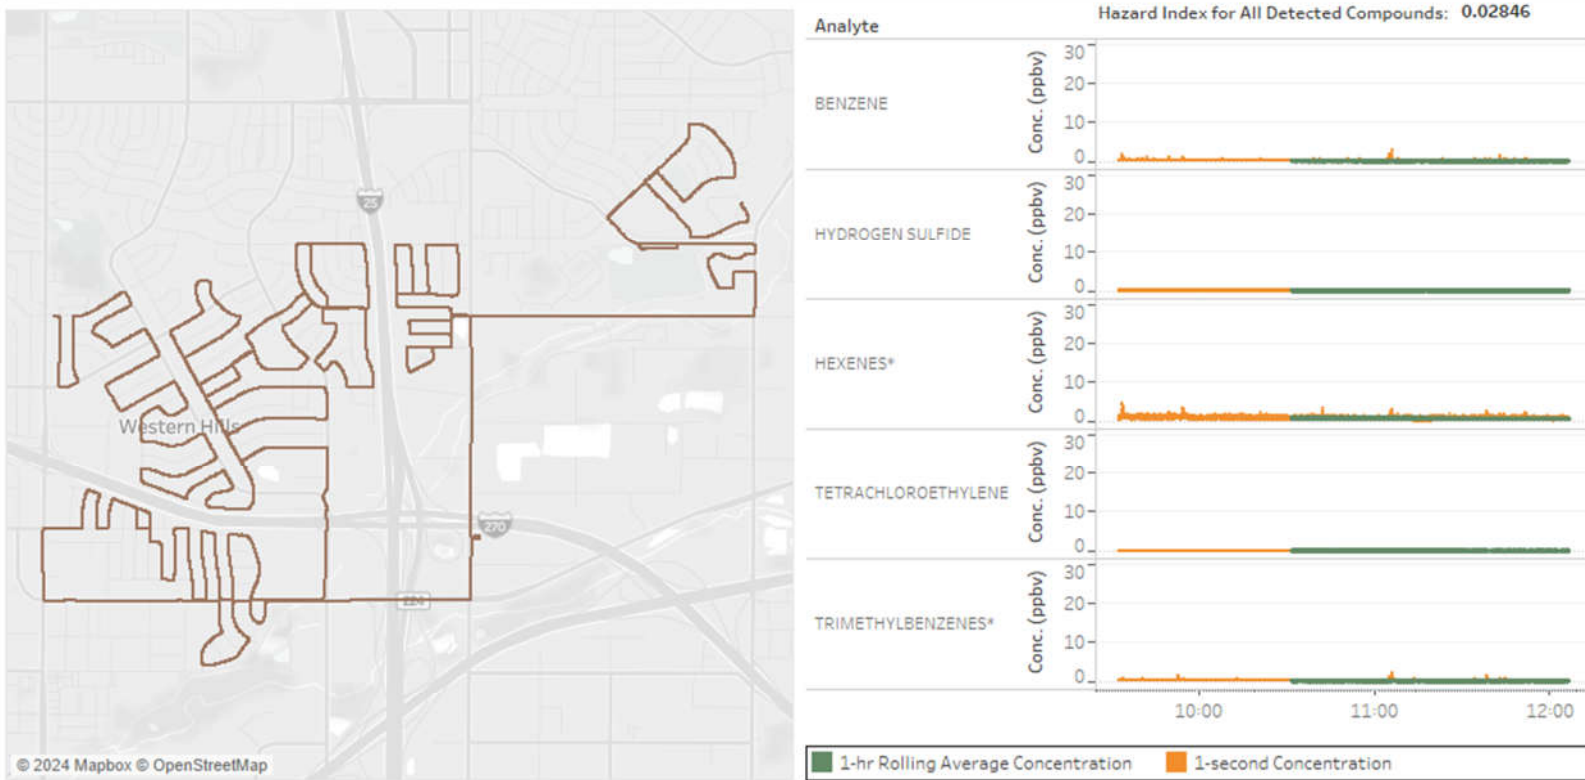 25
Western Hills
270
224
© 2024 Mapbox © OpenStreetMap
Hazard Index for All Detected Compounds: 0.02846
Analyte
BENZENE
Conc. (ppbv)
30
20
10
0
HYDROGEN SULFIDE
Conc. (ppbv)
30
20
10
0
HEXENES*
Conc. (ppbv)
30
20
10
0
TETRACHLOROETHYLENE
Conc. (ppbv)
30
20
10
0
TRIMETHYLBENZENES*
Conc. (ppbv)
30
20
10
0
10:00 11:00 12:00
1-hr Rolling Average Concentration 1-second Concentration